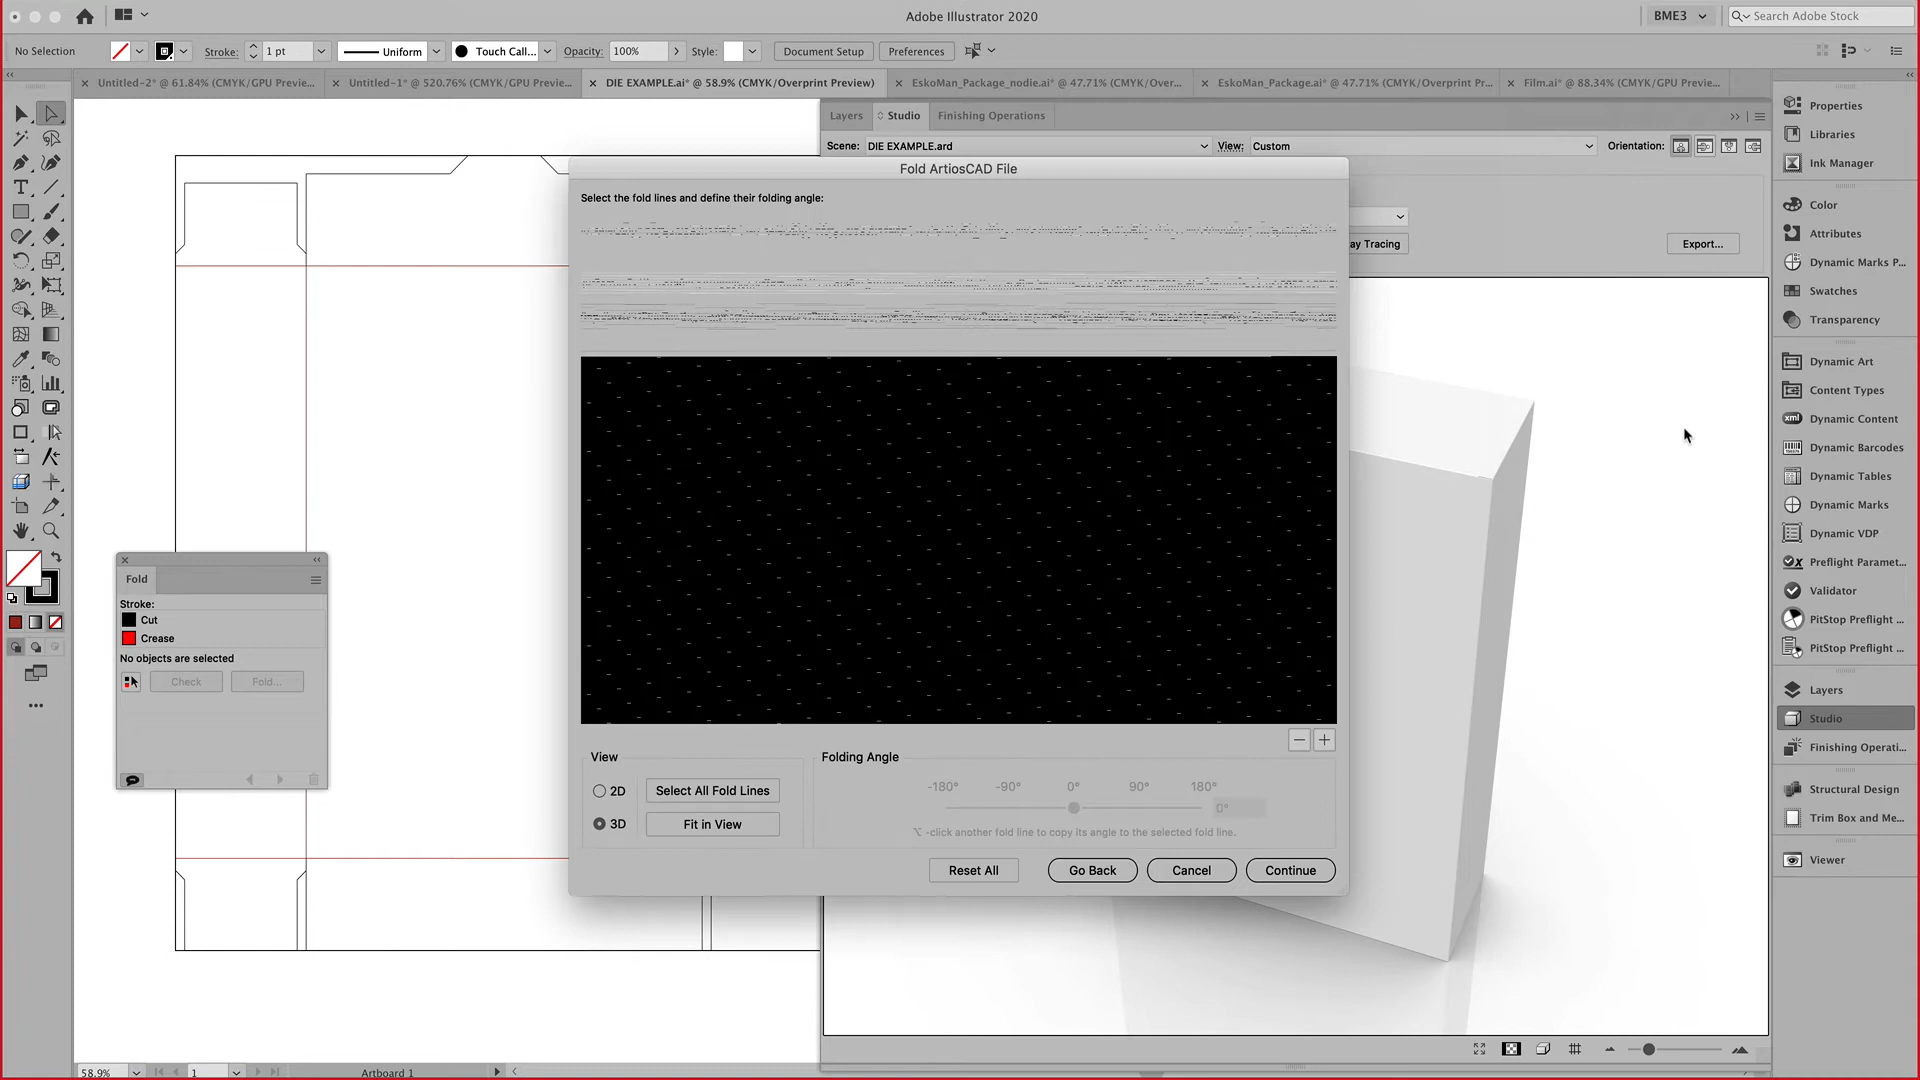 Adobe Illustrator 2020
BME3
Search Adobe Stock
No Selection
Stroke:
1 pt
Uniform
Touch Call...
Opacity:
100%
Style:
Document Setup
Preferences
Untitled-2* @ 61.84% (CMYK/GPU Previe...
Untitled-1* @ 520.76% (CMYK/GPU Previe...
DIE EXAMPLE.ai* @ 58.9% (CMYK/Overprint Preview)
EskoMan_Package_nodie.ai* @ 47.71% (CMYK/Over...
EskoMan_Package.ai* @ 47.71% (CMYK/Overprint Pr...
Film.ai* @ 88.34% (CMYK/GPU Previe...
Layers
Studio
Finishing Operations
Scene:
DIE EXAMPLE.ard
View:
Custom
Orientation:
ay Tracing
Export...
Fold ArtiosCAD File
Select the fold lines and define their folding angle:
View
2D
3D
Select All Fold Lines
Fit in View
Folding Angle
-180°
-90°
0°
90°
180°
0°
⌥ -click another fold line to copy its angle to the selected fold line.
Reset All
Go Back
Cancel
Continue
Fold
Stroke:
Cut
Crease
No objects are selected
Check
Fold...
Properties
Libraries
Ink Manager
Color
Attributes
Dynamic Marks P...
Swatches
Transparency
Dynamic Art
Content Types
xml
Dynamic Content
Dynamic Barcodes
Dynamic Tables
Dynamic Marks
Dynamic VDP
Preflight Paramet...
Validator
PitStop Preflight ...
PitStop Preflight ...
Layers
Studio
Finishing Operati...
Structural Design
Trim Box and Me...
Viewer
58.9%
1
Artboard 1